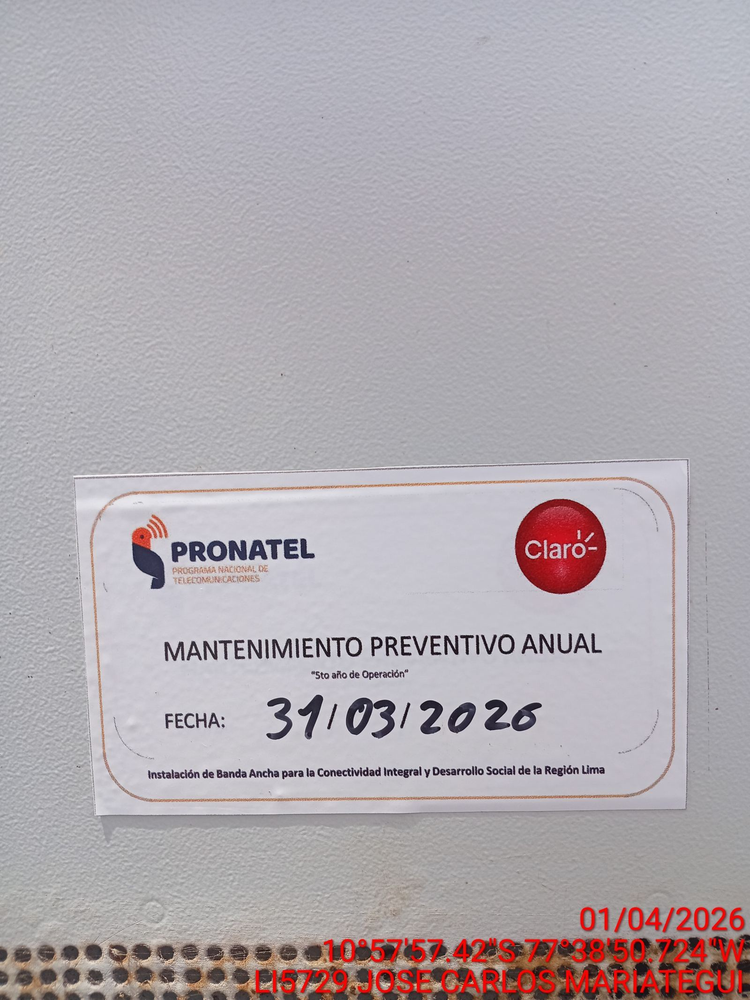 PRONATEL
PROGRAMA NACIONAL DE
TELECOMUNICACIONES
Claro
MANTENIMIENTO PREVENTIVO ANUAL
"5to año de Operación"
FECHA: 31/03/2026
Instalación de Banda Ancha para la Conectividad Integral y Desarrollo Social de la Región Lima
01/04/2026
10°57'57.42"S 77°38'50.724"W
LI5729 JOSE CARLOS MARIATEGUI